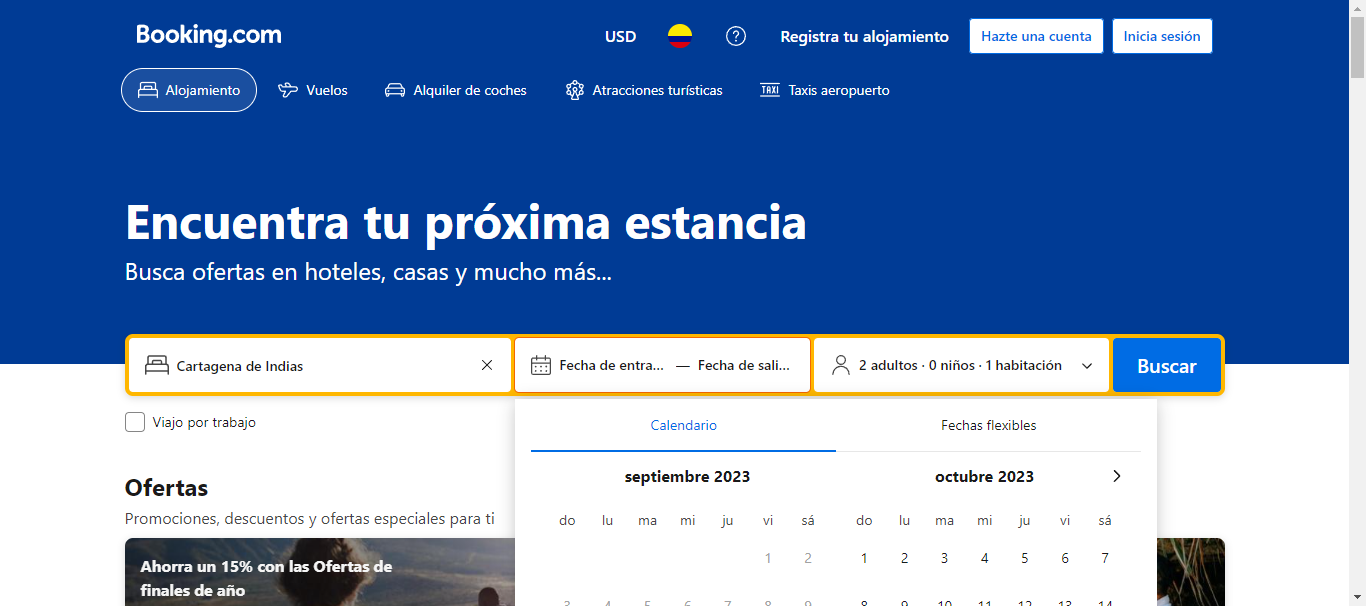 Booking.com
USD
Registra tu alojamiento
Hazte una cuenta
Inicia sesión
Alojamiento
Vuelos
Alquiler de coches
Atracciones turísticas
TAXI
Taxis aeropuerto
Encuentra tu próxima estancia
Busca ofertas en hoteles, casas y mucho más...
Cartagena de Indias
Fecha de entra... — Fecha de sali...
2 adultos · 0 niños · 1 habitación
Buscar
Viajo por trabajo
Calendario
Fechas flexibles
septiembre 2023
octubre 2023
do lu ma mi ju vi sá
do lu ma mi ju vi sá
1 2
1 2 3 4 5 6 7
3 4 5 6 7 8 9
8 9 10 11 12 13 14
Ofertas
Promociones, descuentos y ofertas especiales para ti
Ahorra un 15% con las Ofertas de
finales de año